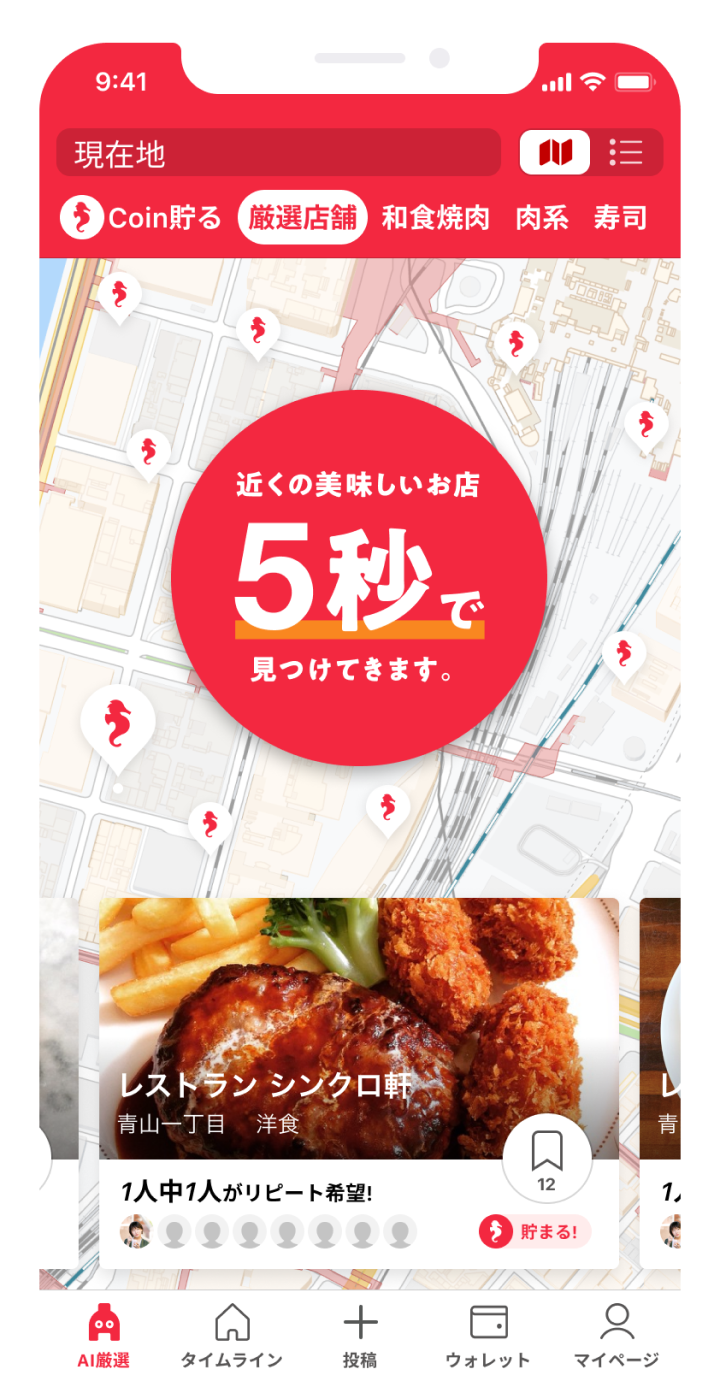 9:41
現在地
Coin貯る 厳選店舗 和食焼肉 肉系 寿司
近くの美味しいお店
5秒で
見つけてきます。
レストラン シンクロ軒
レ
青山一丁目 洋食
青
12
1人中1人がリピート希望!
1人
貯まる!
AI厳選 タイムライン 投稿 ウォレット マイページ